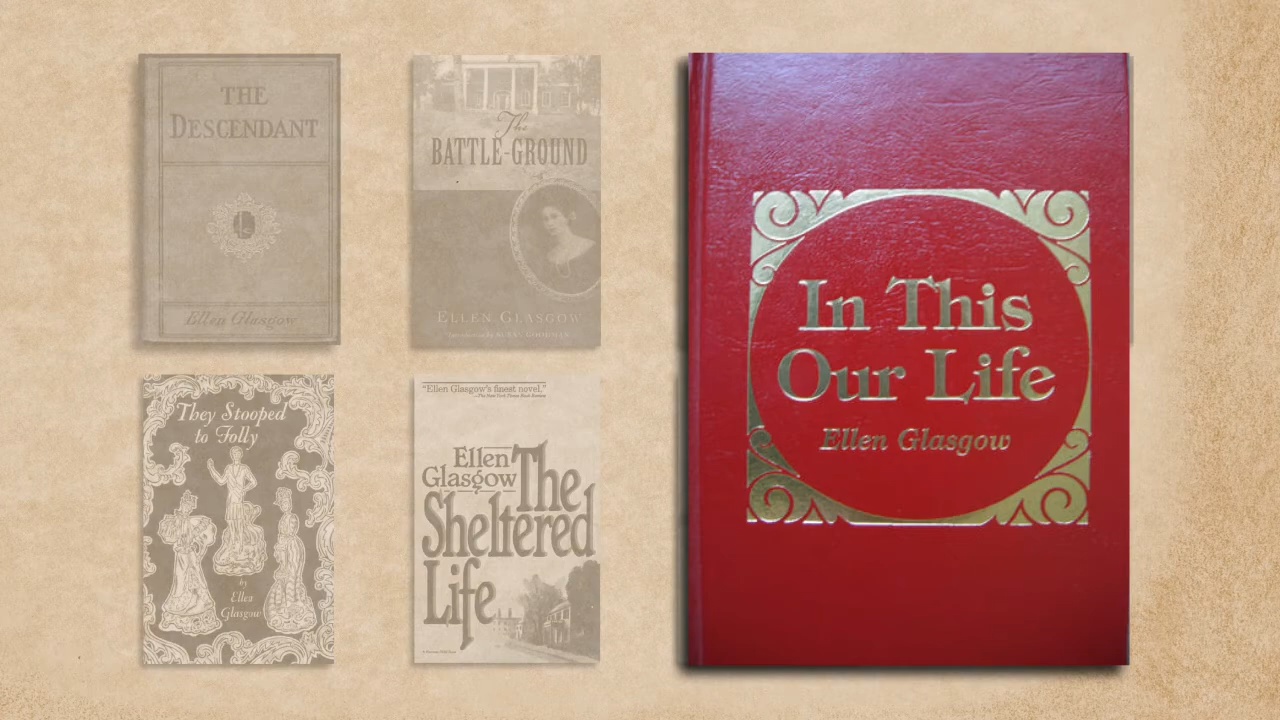 THE
DESCENDANT
Ellen Glasgow
The
BATTLE-GROUND
ELLEN GLASGOW
They Stooped
to Folly
by
Ellen
Glasgow
"Ellen Glasgow's finest novel."
Ellen
Glasgow
The
Sheltered
Life
In This
Our Life
Ellen Glasgow